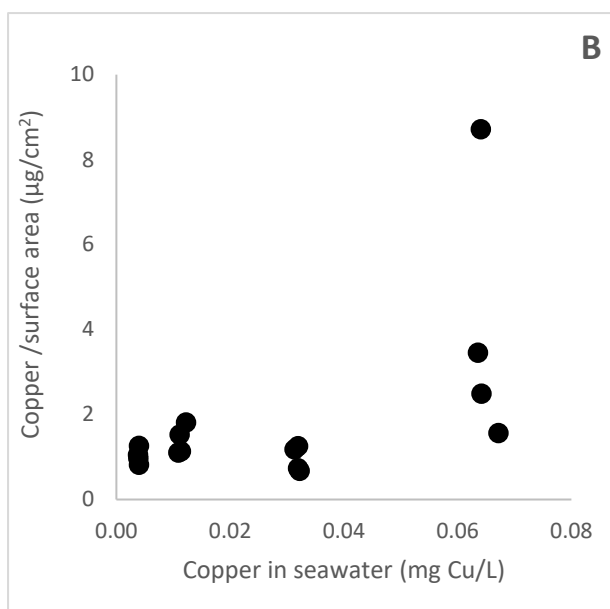 B
10
8
6
4
2
0
Copper /surface area (µg/cm²)
0.00 0.02 0.04 0.06 0.08
Copper in seawater (mg Cu/L)